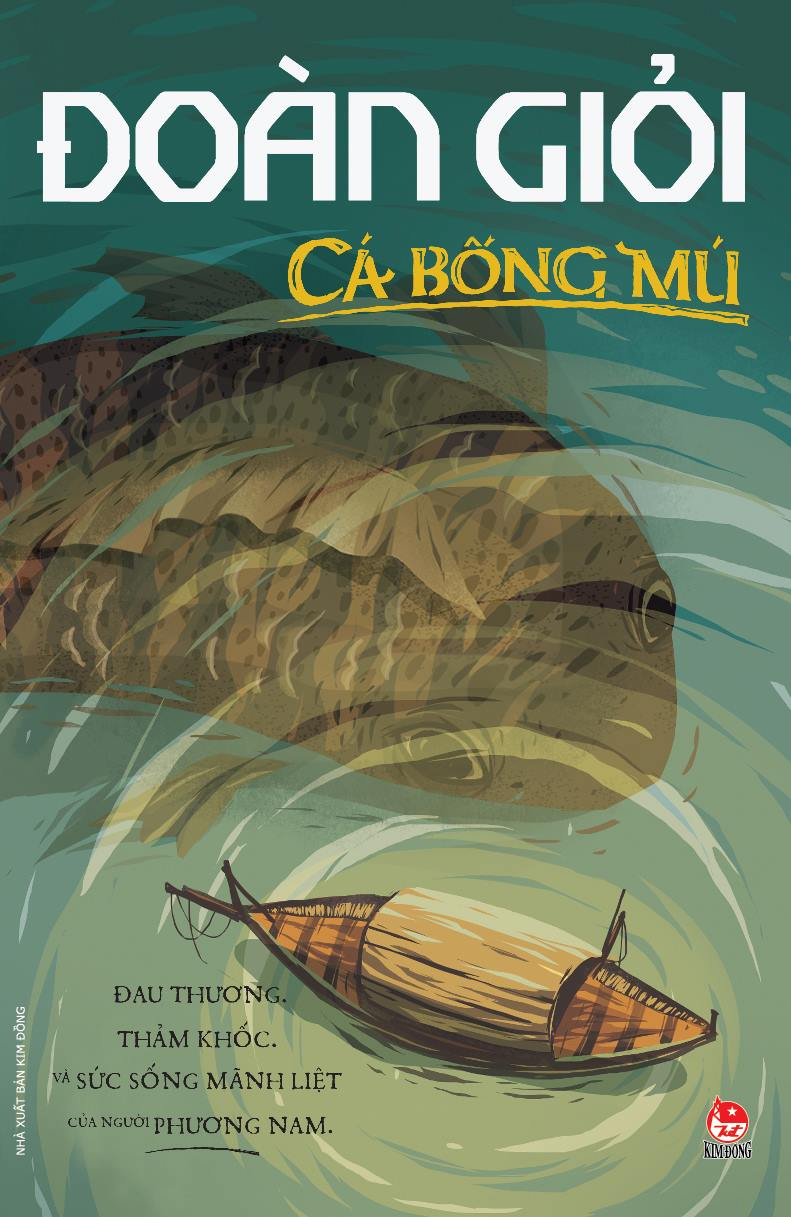 ĐOÀN GIỎI
CÁ BỐNG MÚ
ĐAU THƯƠNG.
THẢM KHỐC.
VÀ SỨC SỐNG MÃNH LIỆT
CỦA NGƯỜI PHƯƠNG NAM.
NHÀ XUẤT BẢN KIM ĐỒNG
KĐ
KIM ĐỒNG